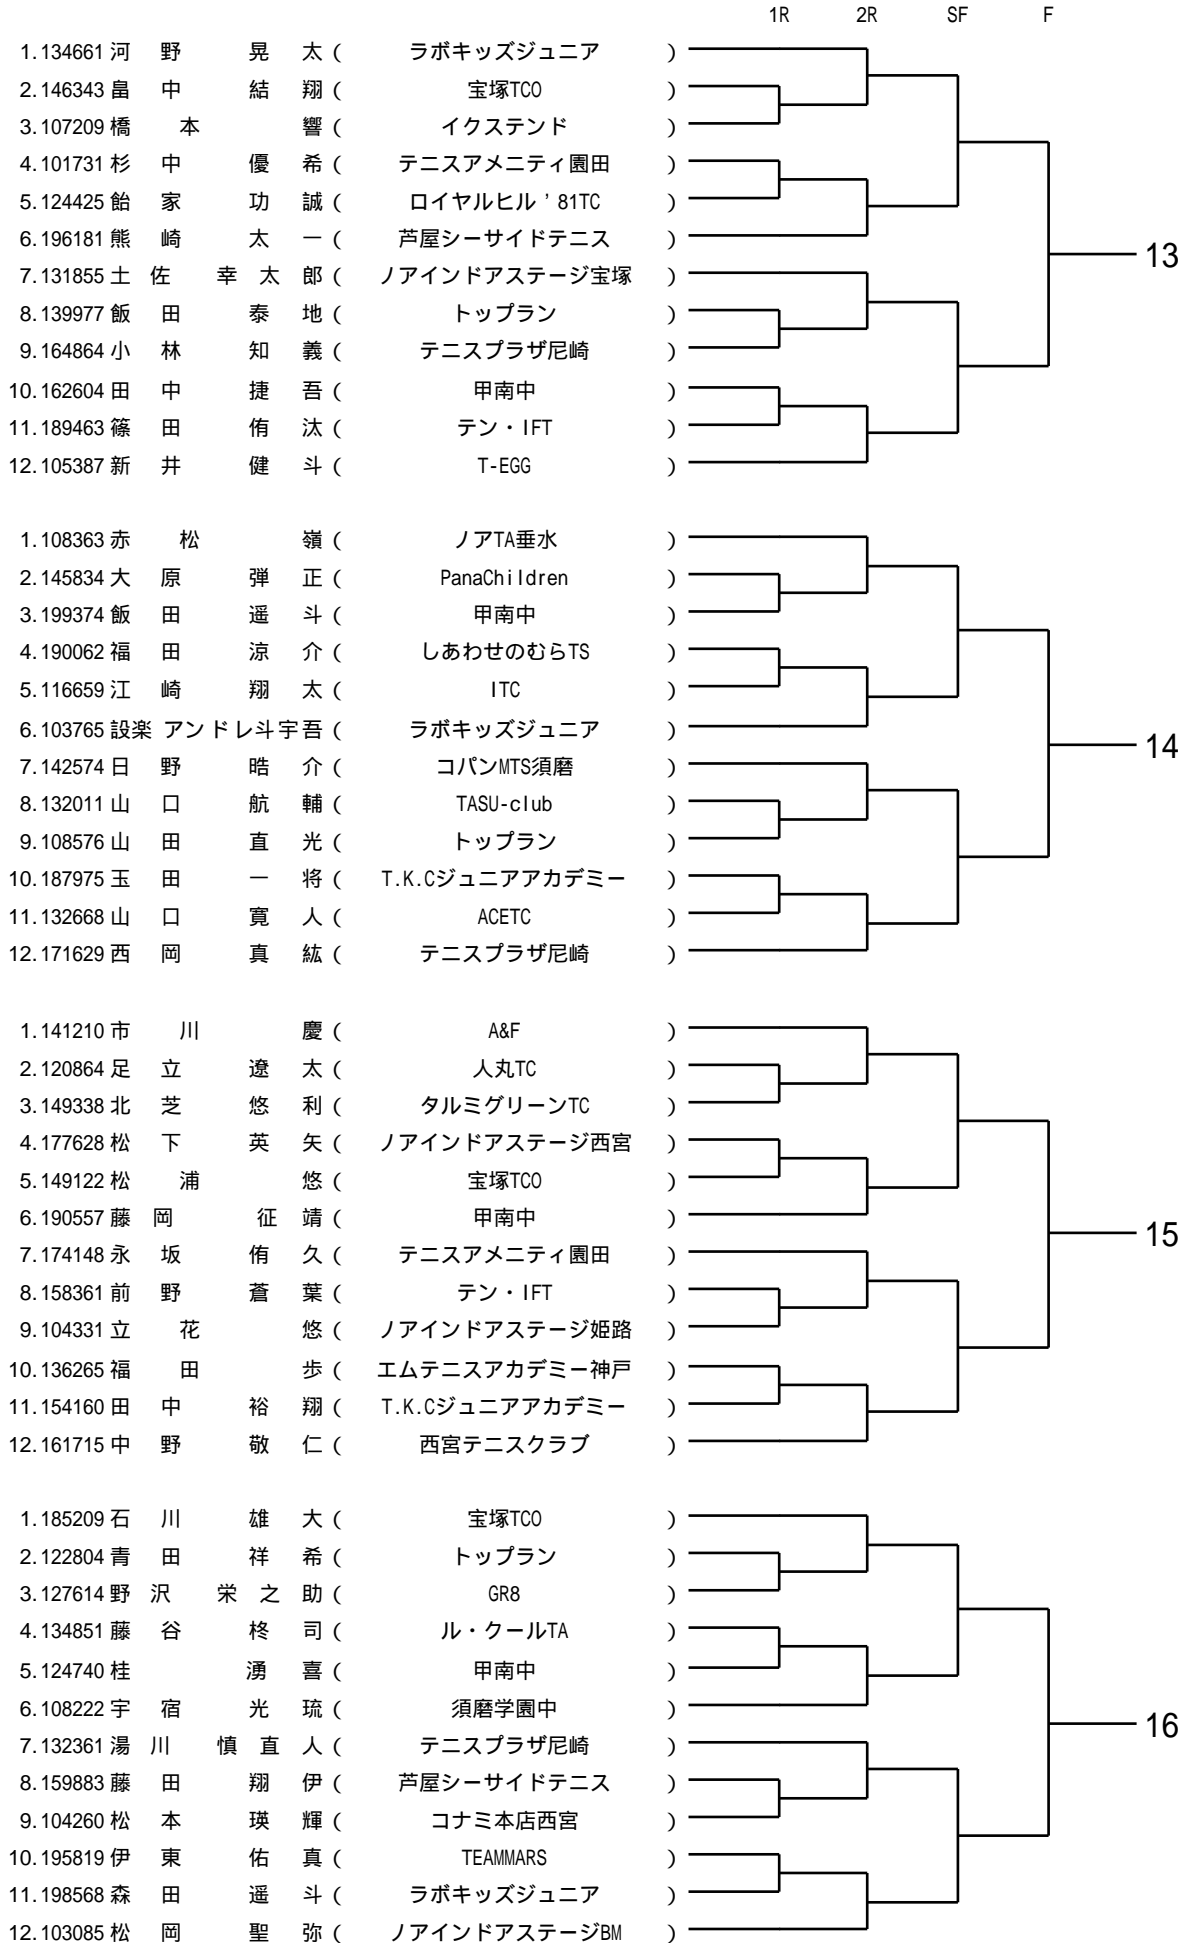 1R 2R SF F
1.134661 河 野 晃 太 ( ラボキッズジュニア )
2.146343 畠 中 結 翔 ( 宝塚TCO )
3.107209 橋 本 響 ( イクステンド )
4.101731 杉 中 優 希 ( テニスアメニティ園田 )
5.124425 飴 家 功 誠 ( ロイヤルヒル'81TC )
6.196181 熊 崎 太 一 ( 芦屋シーサイドテニス )
13
7.131855 土 佐 幸 太 郎 ( ノアインドアステージ宝塚 )
8.139977 飯 田 泰 地 ( トップラン )
9.164864 小 林 知 義 ( テニスプラザ尼崎 )
10.162604 田 中 捷 吾 ( 甲南中 )
11.189463 篠 田 侑 汰 ( テン・IFT )
12.105387 新 井 健 斗 ( T-EGG )
1.108363 赤 松 嶺 ( ノアTA垂水 )
2.145834 大 原 弾 正 ( PanaChildren )
3.199374 飯 田 遥 斗 ( 甲南中 )
4.190062 福 田 涼 介 ( しあわせのむらTS )
5.116659 江 崎 翔 太 ( ITC )
6.103765 設楽 アンドレ斗宇吾 ( ラボキッズジュニア )
14
7.142574 日 野 晧 介 ( コパンMTS須磨 )
8.132011 山 口 航 輔 ( TASU-club )
9.108576 山 田 直 光 ( トップラン )
10.187975 玉 田 一 将 ( T.K.Cジュニアアカデミー )
11.132668 山 口 寛 人 ( ACETC )
12.171629 西 岡 真 紘 ( テニスプラザ尼崎 )
1.141210 市 川 慶 ( A&F )
2.120864 足 立 遼 太 ( 人丸TC )
3.149338 北 芝 悠 利 ( タルミグリーンTC )
4.177628 松 下 英 矢 ( ノアインドアステージ西宮 )
5.149122 松 浦 悠 ( 宝塚TCO )
6.190557 藤 岡 征 靖 ( 甲南中 )
15
7.174148 永 坂 侑 久 ( テニスアメニティ園田 )
8.158361 前 野 蒼 葉 ( テン・IFT )
9.104331 立 花 悠 ( ノアインドアステージ姫路 )
10.136265 福 田 歩 ( エムテニスアカデミー神戸 )
11.154160 田 中 裕 翔 ( T.K.Cジュニアアカデミー )
12.161715 中 野 敬 仁 ( 西宮テニスクラブ )
1.185209 石 川 雄 大 ( 宝塚TCO )
2.122804 青 田 祥 希 ( トップラン )
3.127614 野 沢 栄 之 助 ( GR8 )
4.134851 藤 谷 柊 司 ( ル・クールTA )
5.124740 桂 湧 喜 ( 甲南中 )
6.108222 宇 宿 光 琉 ( 須磨学園中 )
16
7.132361 湯 川 慎 直 人 ( テニスプラザ尼崎 )
8.159883 藤 田 翔 伊 ( 芦屋シーサイドテニス )
9.104260 松 本 瑛 輝 ( コナミ本店西宮 )
10.195819 伊 東 佑 真 ( TEAMMARS )
11.198568 森 田 遥 斗 ( ラボキッズジュニア )
12.103085 松 岡 聖 弥 ( ノアインドアステージBM )